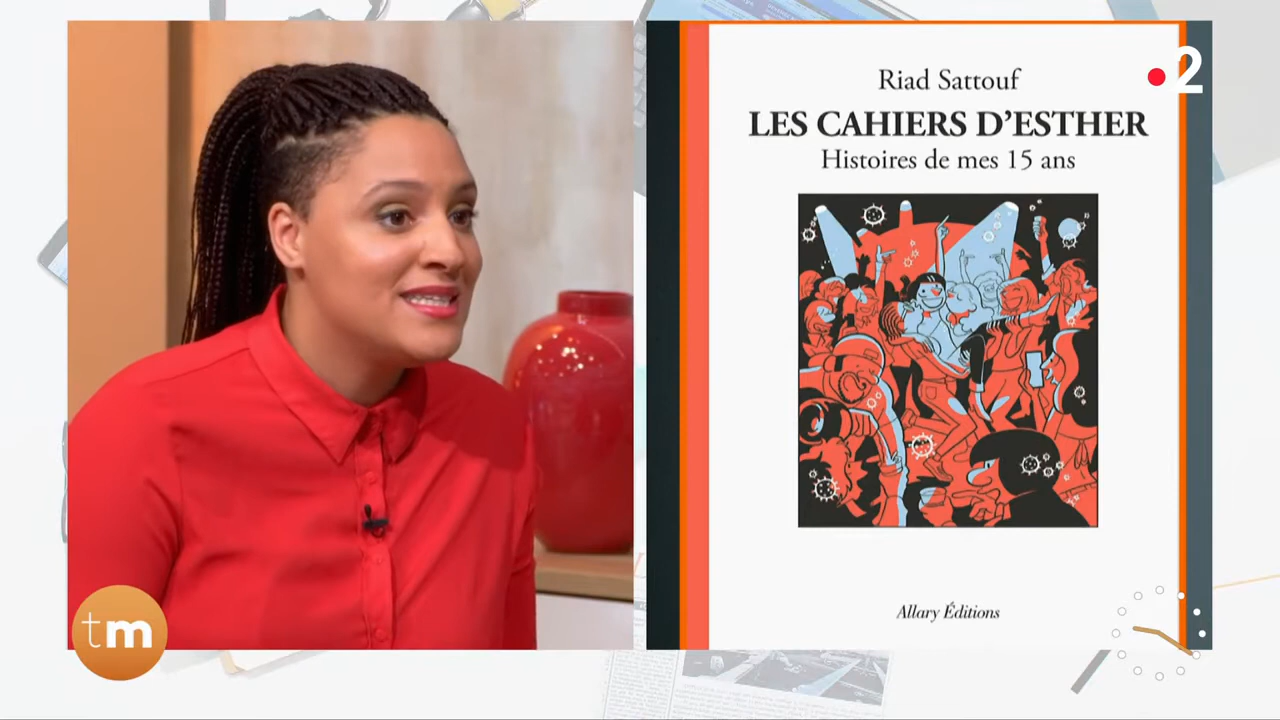 Riad Sattouf
LES CAHIERS D'ESTHER
Histoires de mes 15 ans
Allary Éditions
2
tm